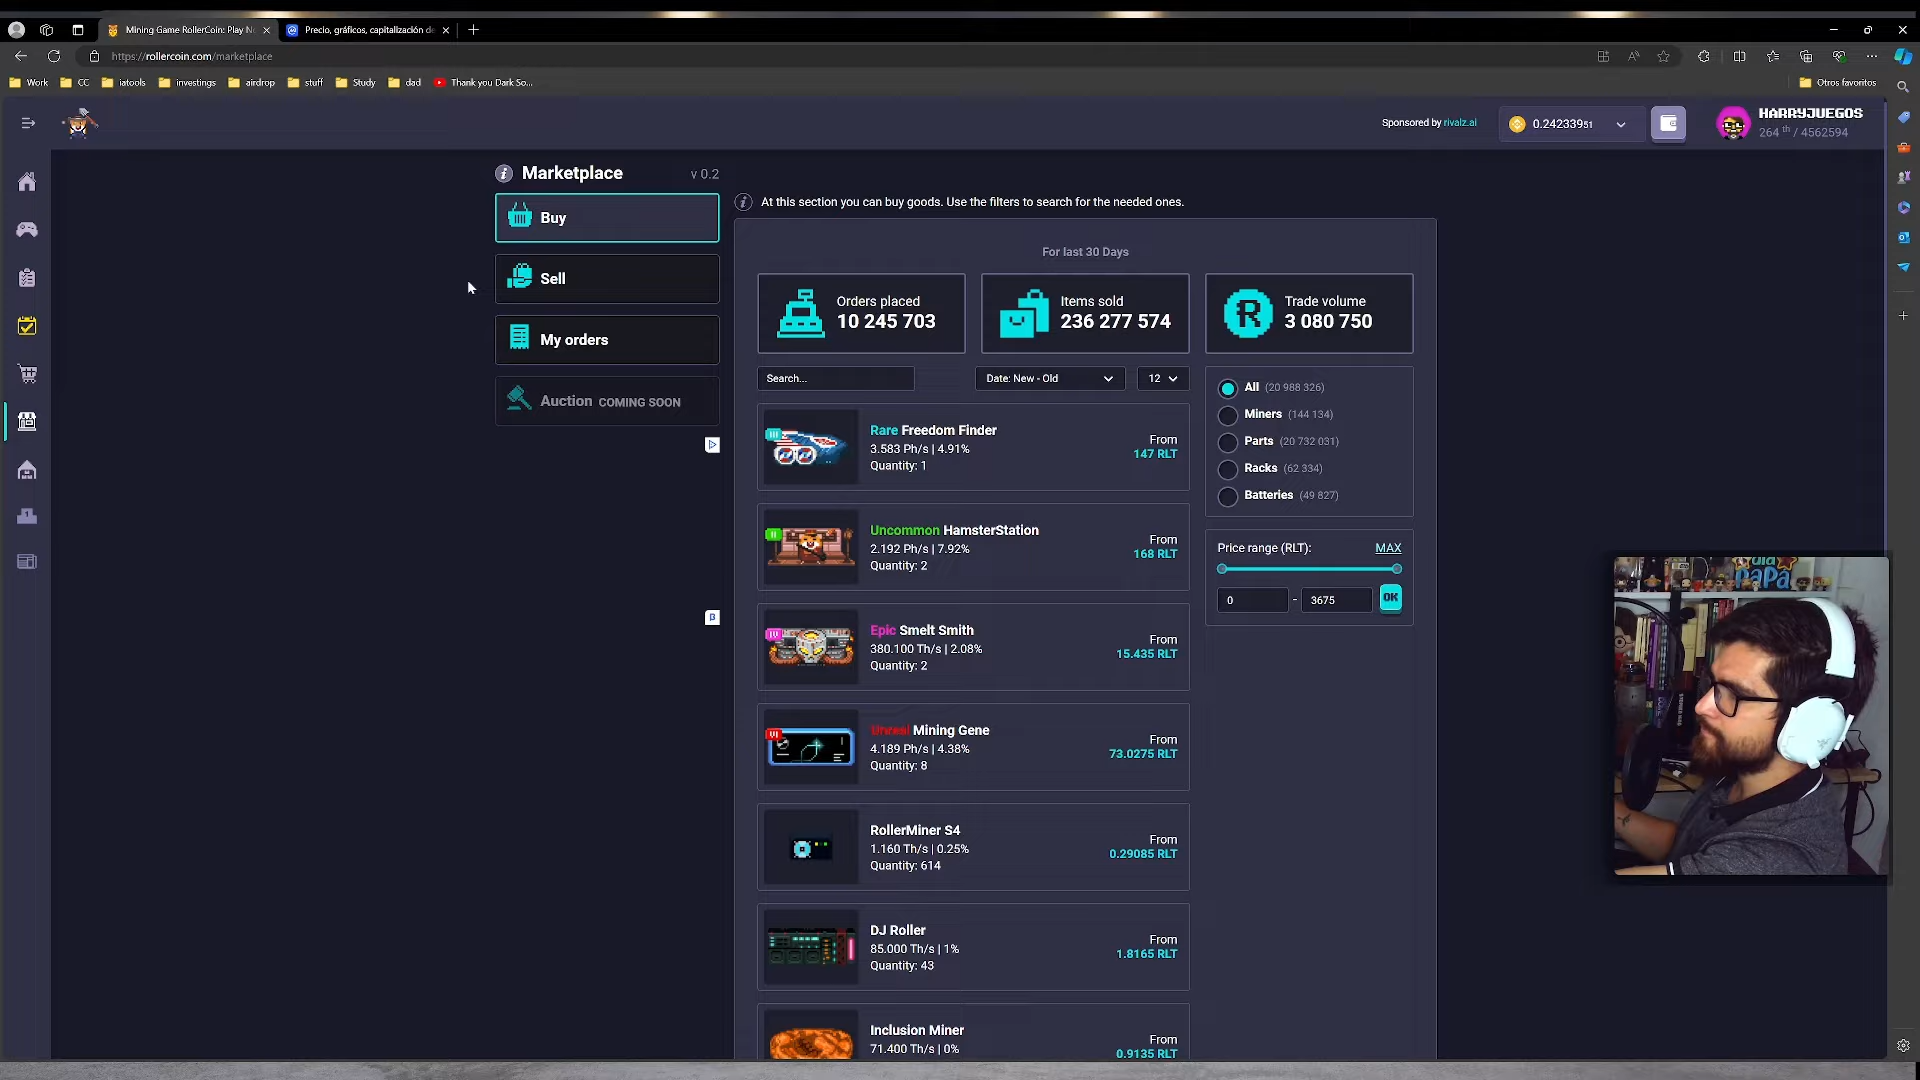 Mining Game RollerCoin: Play N
Precio, gráficos, capitalización d
https://rollercoin.com/marketplace
Work
CC
iatools
investings
airdrop
stuff
Study
dad
Thank you Dark So...
Otros favoritos
Sponsored by rivalz.ai
0.24233951
HARRYJUEGOS
264 th / 4562594
Marketplace
v 0.2
Buy
Sell
My orders
Auction COMING SOON
At this section you can buy goods. Use the filters to search for the needed ones.
For last 30 Days
Orders placed
10 245 703
Items sold
236 277 574
Trade volume
3 080 750
Search...
Date: New - Old
12
Rare Freedom Finder
3.583 Ph/s | 4.91%
Quantity: 1
From
147 RLT
Uncommon HamsterStation
2.192 Ph/s | 7.92%
Quantity: 2
From
168 RLT
Epic Smelt Smith
380.100 Th/s | 2.08%
Quantity: 2
From
15.435 RLT
Unreal Mining Gene
4.189 Ph/s | 4.38%
Quantity: 8
From
73.0275 RLT
RollerMiner S4
1.160 Th/s | 0.25%
Quantity: 614
From
0.29085 RLT
DJ Roller
85.000 Th/s | 1%
Quantity: 43
From
1.8165 RLT
Inclusion Miner
71.400 Th/s | 0%
From
0.9135 RLT
All (20 988 326)
Miners (144 134)
Parts (20 732 031)
Racks (62 334)
Batteries (49 827)
Price range (RLT):
MAX
0
-
3675
OK
PAPA